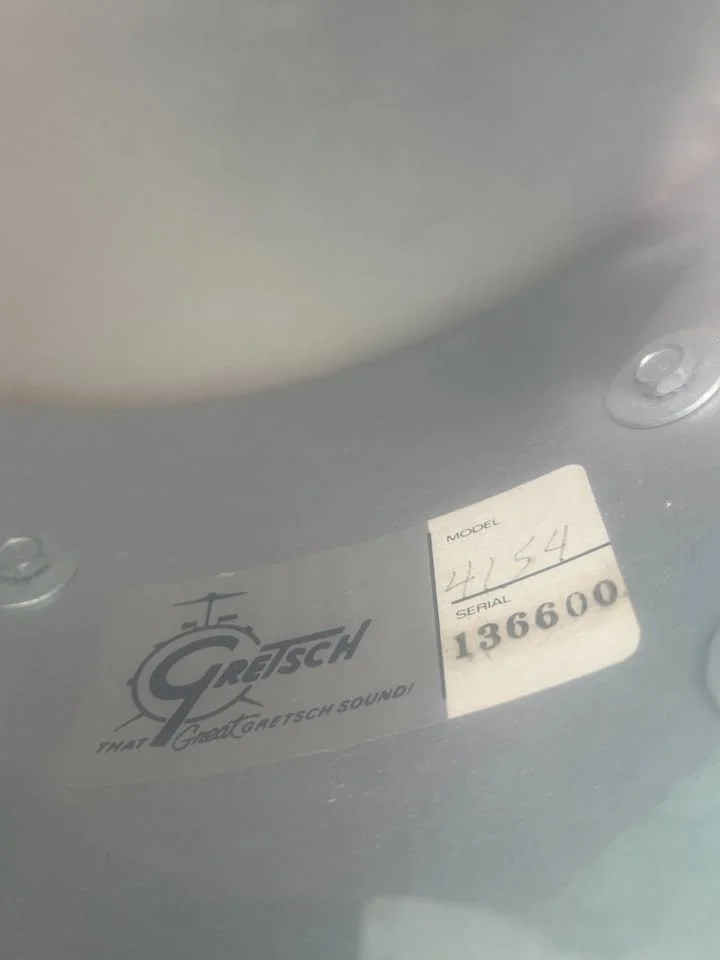 GRETSCH
THAT Great GRETSCH SOUND!
MODEL
4154
SERIAL
136600